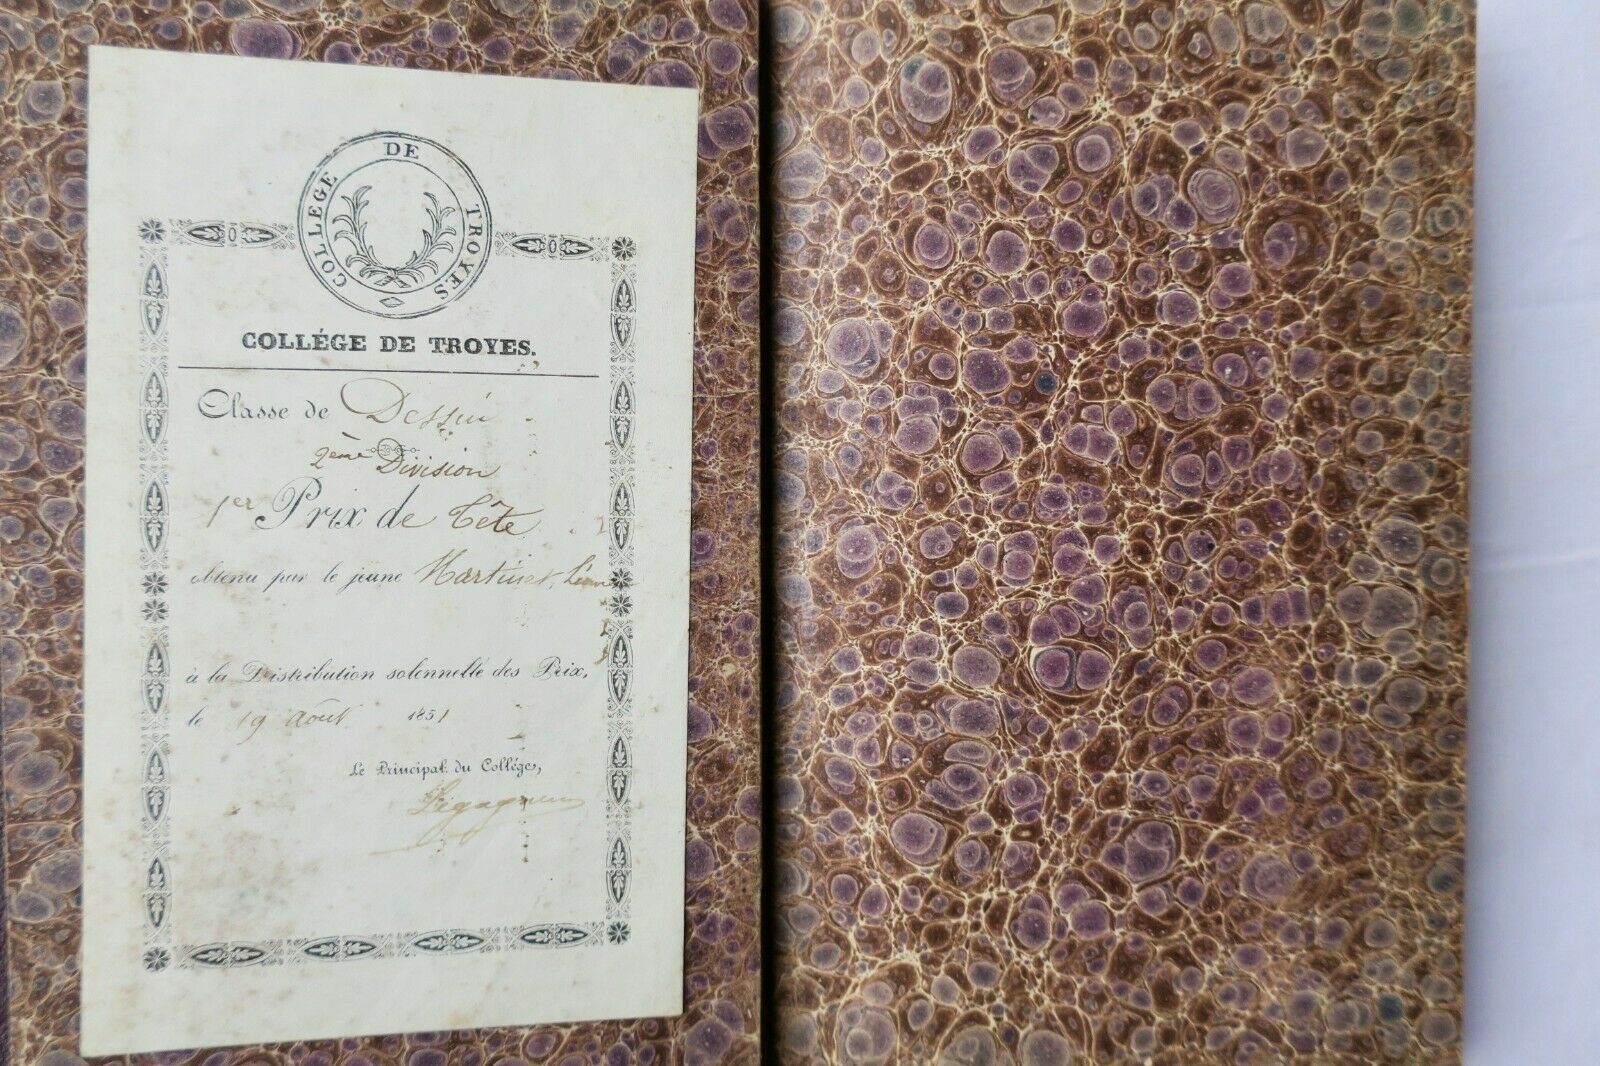 COLLEGE DE TROYES
COLLÉGE DE TROYES.
Classe de Dessin
2ème Division
1er Prix de Tête
obtenu par le jeune Martinet,
à la Distribution solennelle des Prix,
le 19 août 1851
Le Principal du Collége,